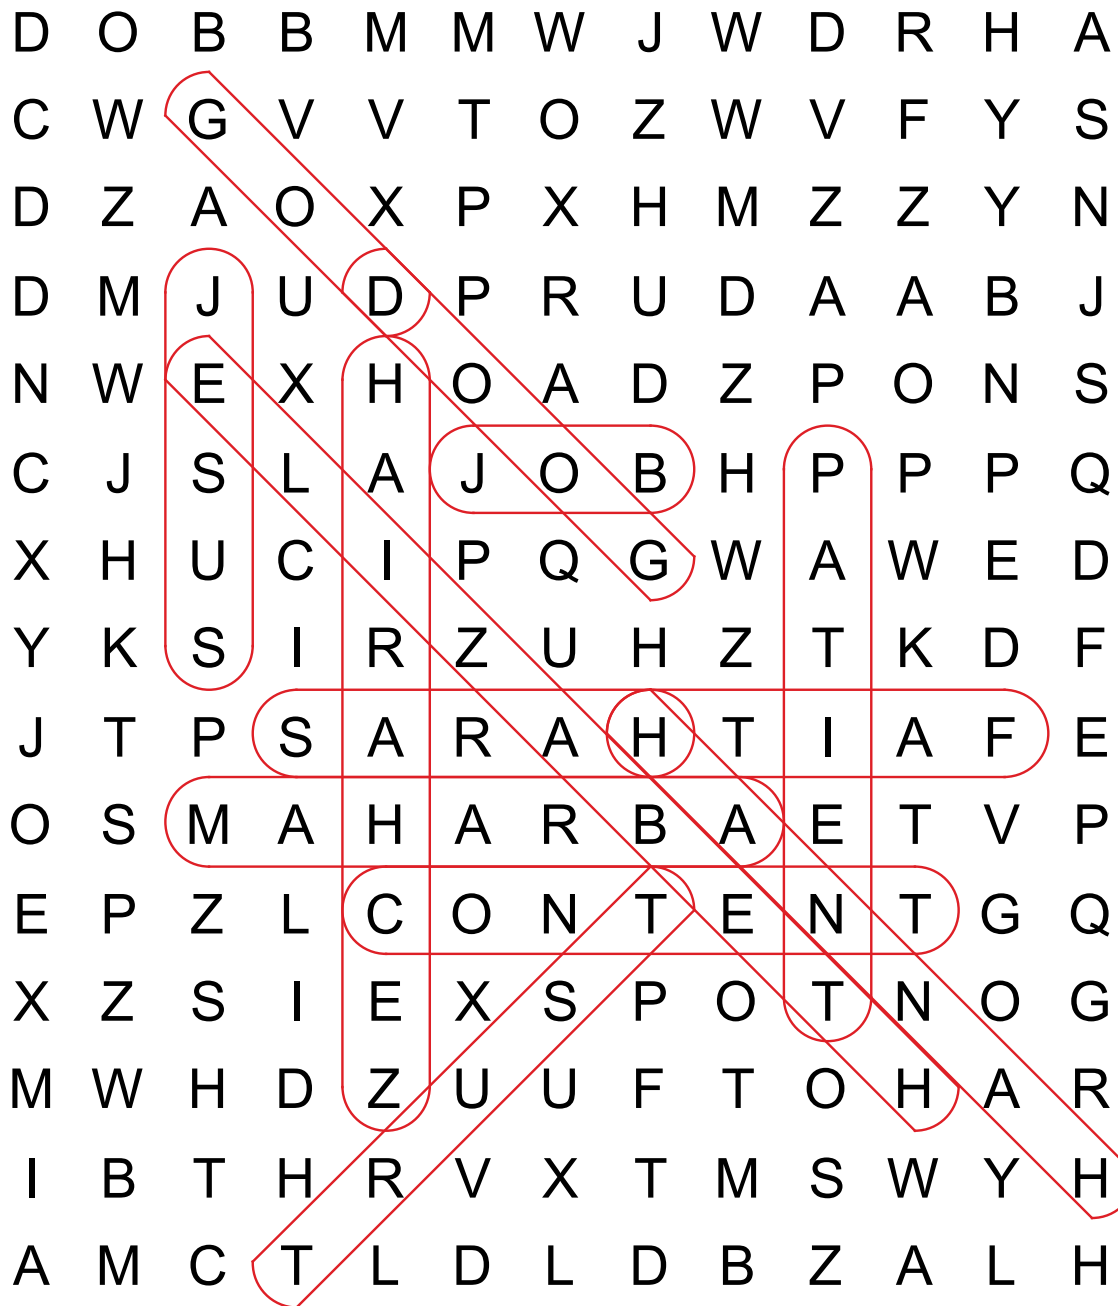 D O B B M M W J W D R H A
C W G V V T O Z W V F Y S
D Z A O X P X H M Z Z Y N
D M J U D P R U D A A B J
N W E X H O A D Z P O N S
C J S L A J O B H P P P Q
X H U C I P Q G W A W E D
Y K S I R Z U H Z T K D F
J T P S A R A H T I A F E
O S M A H A R B A E T V P
E P Z L C O N T E N T G Q
X Z S I E X S P O T N O G
M W H D Z U U F T O H A R
I B T H R V X T M S W Y H
A M C T L D L D B Z A L H